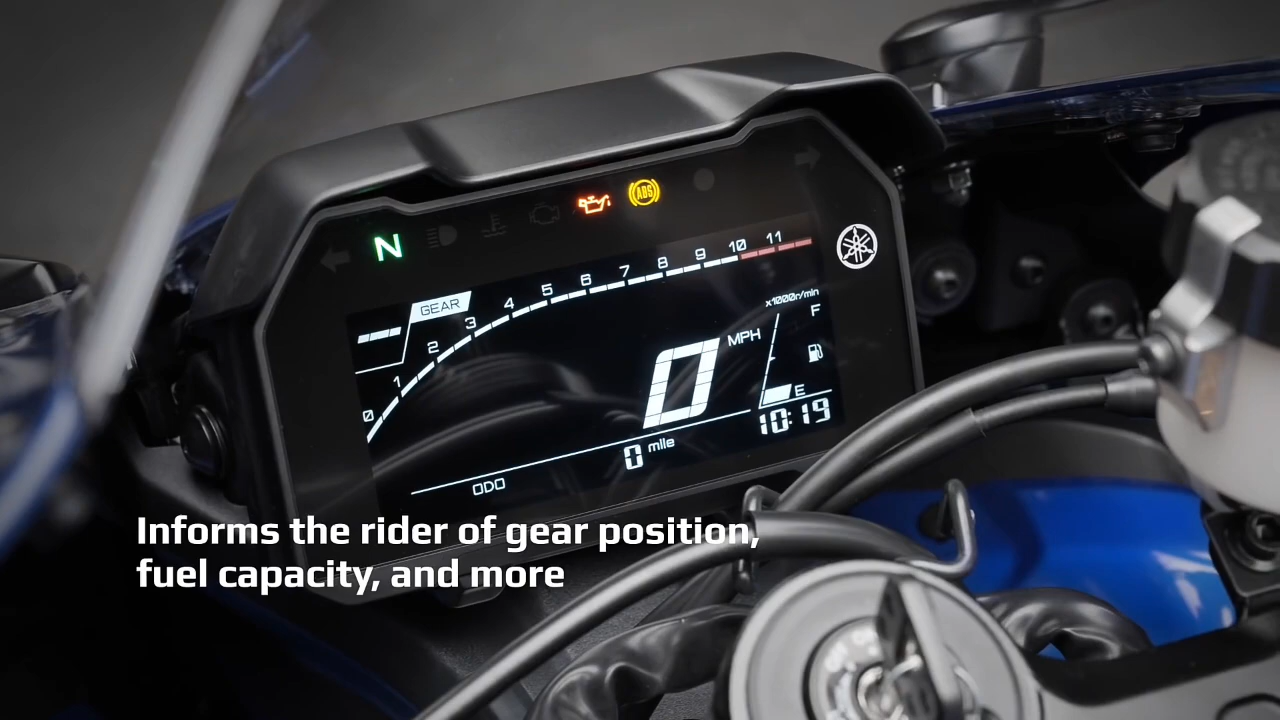 N
ABS
GEAR
0 1 2 3 4 5 6 7 8 9 10 11
x1000r/min
F
0 MPH
E
10:19
ODO
0 mile
Informs the rider of gear position,
fuel capacity, and more